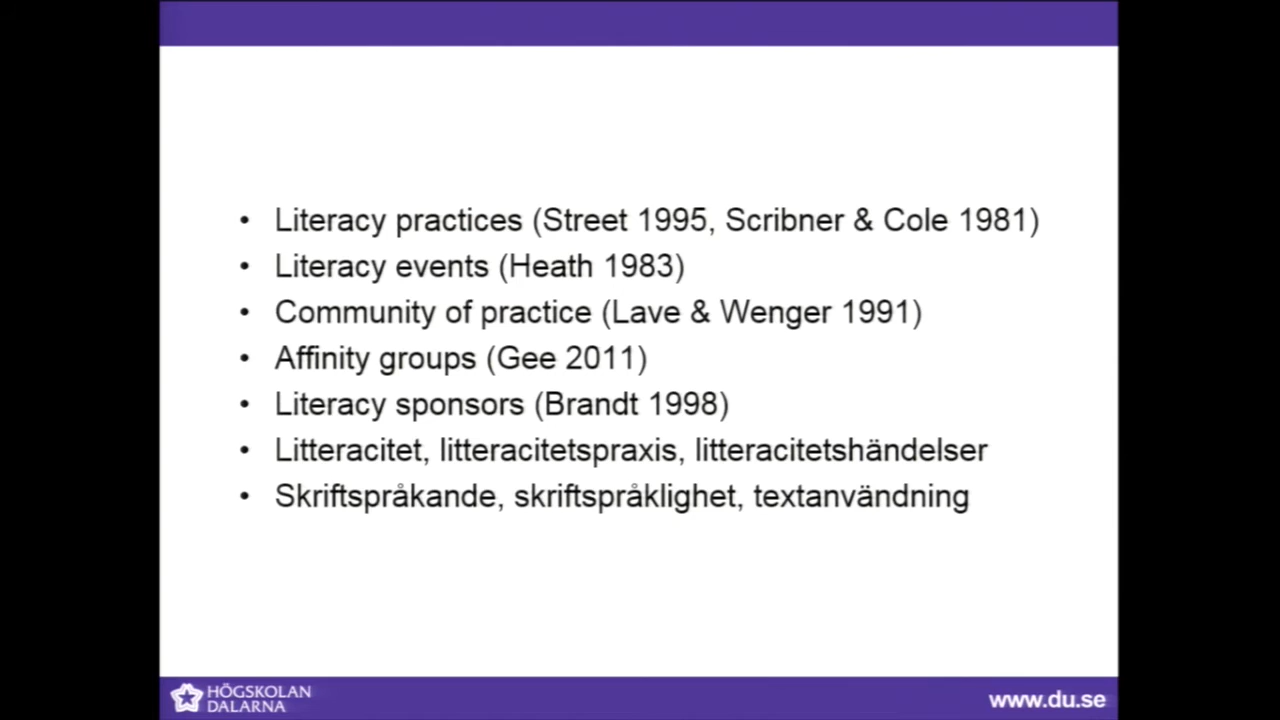 • Literacy practices (Street 1995, Scribner & Cole 1981)
• Literacy events (Heath 1983)
• Community of practice (Lave & Wenger 1991)
• Affinity groups (Gee 2011)
• Literacy sponsors (Brandt 1998)
• Litteracitet, litteracitetspraxis, litteracitetshändelser
• Skriftspråkande, skriftspråklighet, textanvändning
HÖGSKOLAN
DALARNA
www.du.se